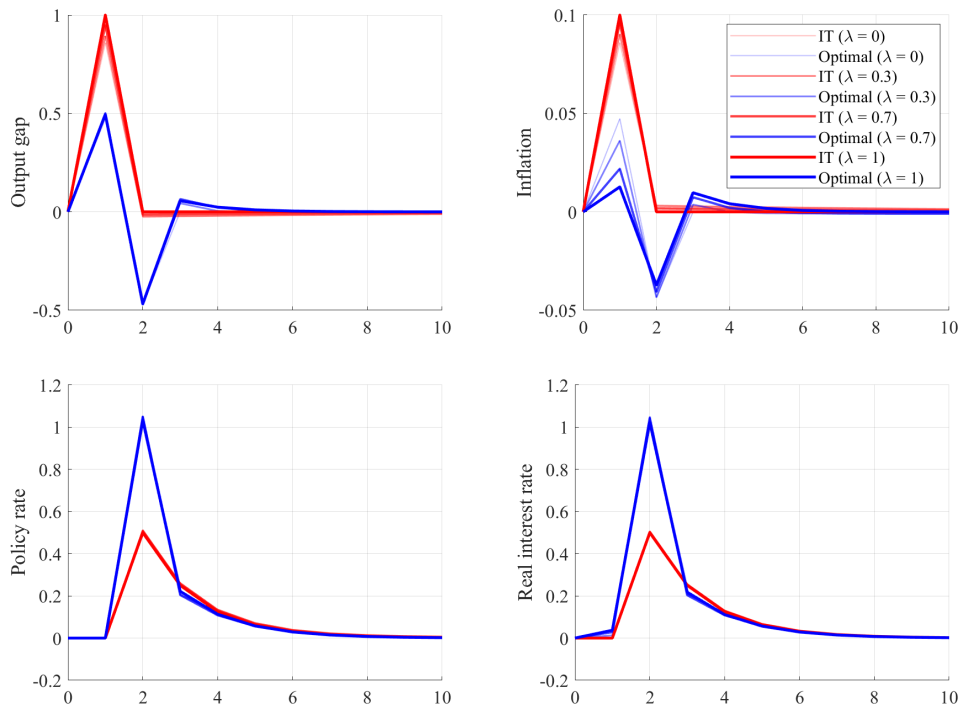 1
0.5
0
-0.5
0 2 4 6 8 10
Output gap
0.1
0.05
0
-0.05
0 2 4 6 8 10
Inflation
IT (λ = 0)
Optimal (λ = 0)
IT (λ = 0.3)
Optimal (λ = 0.3)
IT (λ = 0.7)
Optimal (λ = 0.7)
IT (λ = 1)
Optimal (λ = 1)
1.2
1
0.8
0.6
0.4
0.2
0
-0.2
0 2 4 6 8 10
Policy rate
1.2
1
0.8
0.6
0.4
0.2
0
-0.2
0 2 4 6 8 10
Real interest rate